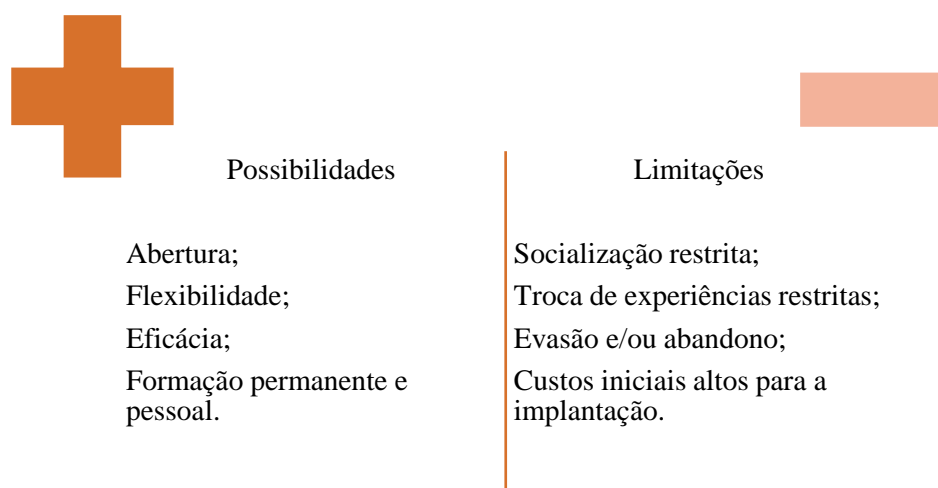 Possibilidades
Abertura;
Flexibilidade;
Eficácia;
Formação permanente e
pessoal.
Limitações
Socialização restrita;
Troca de experiências restritas;
Evasão e/ou abandono;
Custos iniciais altos para a
implantação.